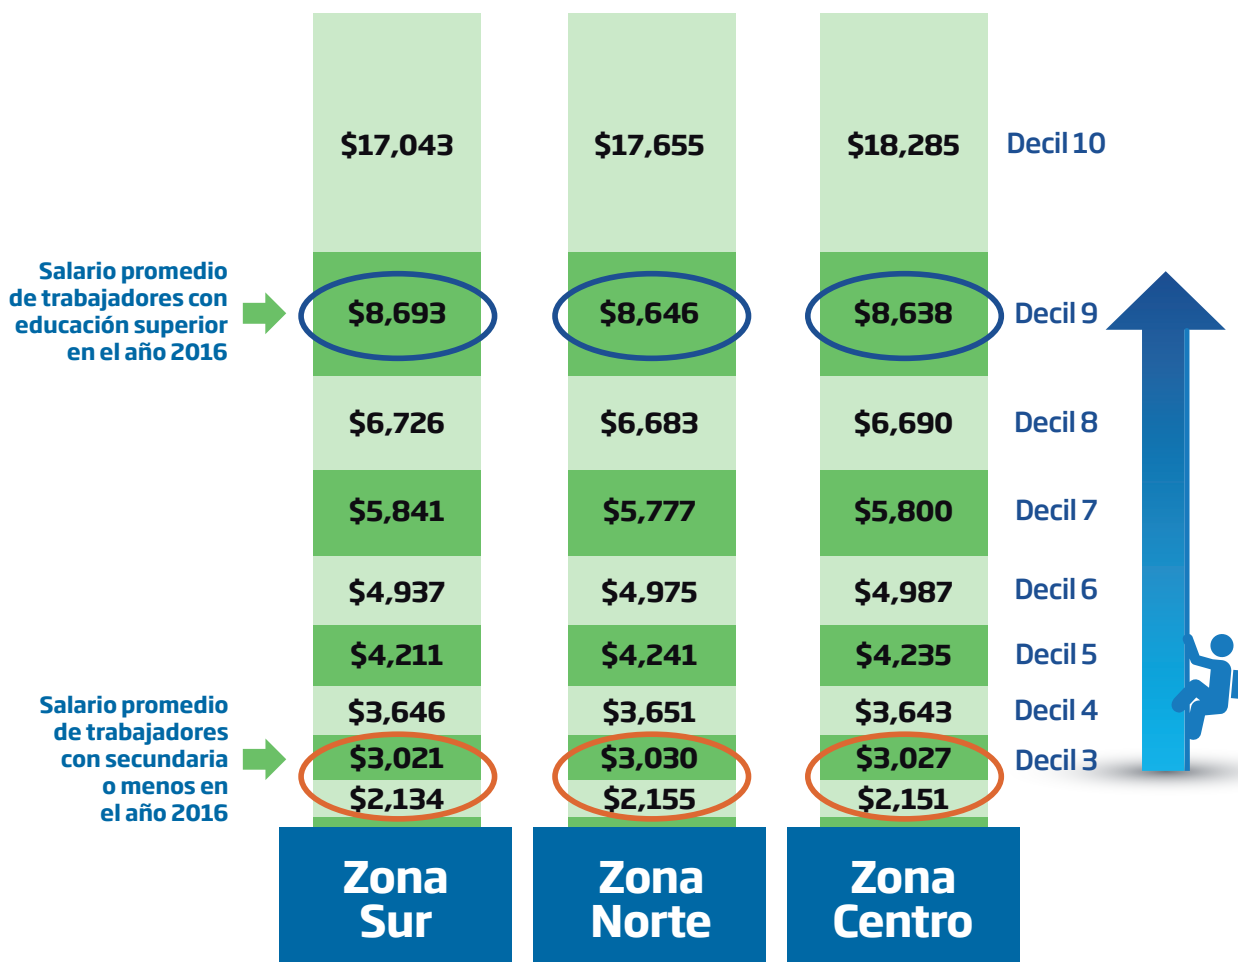 $17,043 $17,655 $18,285 Decil 10
Salario promedio
de trabajadores con
educación superior
en el año 2016
$8,693 $8,646 $8,638 Decil 9
$6,726 $6,683 $6,690 Decil 8
$5,841 $5,777 $5,800 Decil 7
$4,937 $4,975 $4,987 Decil 6
$4,211 $4,241 $4,235 Decil 5
$3,646 $3,651 $3,643 Decil 4
Salario promedio
de trabajadores
con secundaria
o menos en
el año 2016
$3,021 $3,030 $3,027 Decil 3
$2,134 $2,155 $2,151
Zona
Sur
Zona
Norte
Zona
Centro